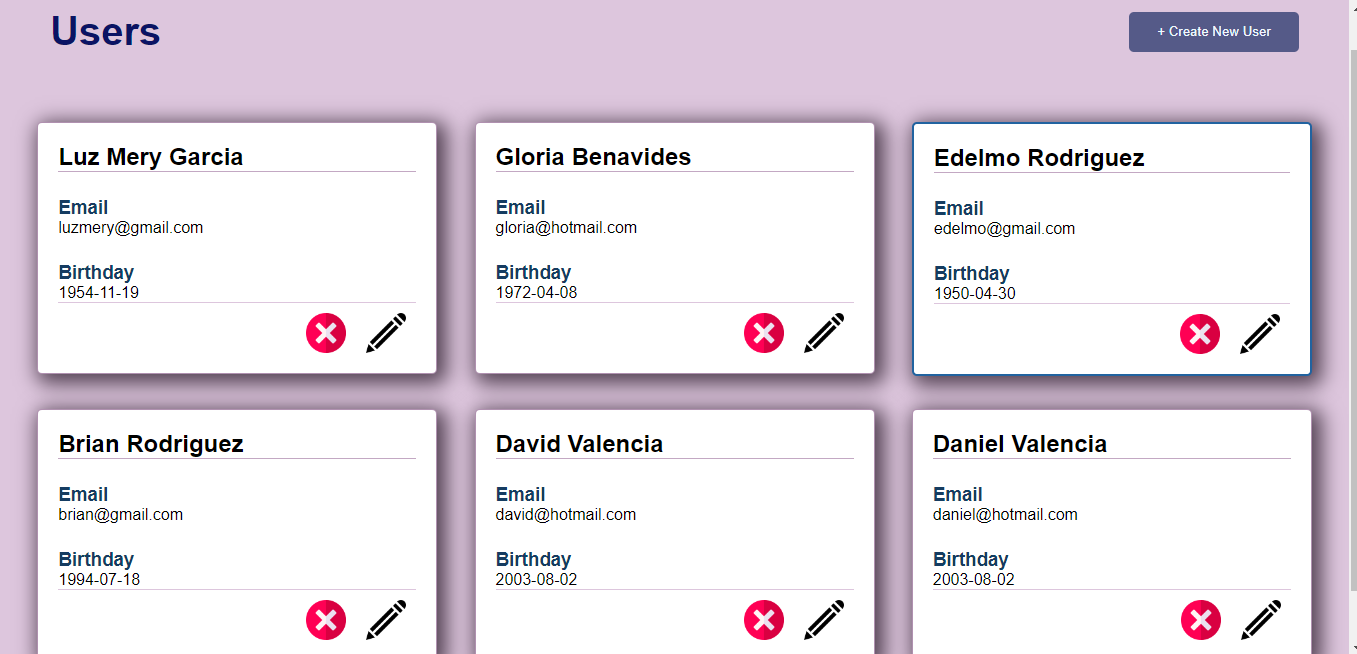 Users
+ Create New User
Luz Mery Garcia
Email
luzmery@gmail.com
Birthday
1954-11-19
Gloria Benavides
Email
gloria@hotmail.com
Birthday
1972-04-08
Edelmo Rodriguez
Email
edelmo@gmail.com
Birthday
1950-04-30
Brian Rodriguez
Email
brian@gmail.com
Birthday
1994-07-18
David Valencia
Email
david@hotmail.com
Birthday
2003-08-02
Daniel Valencia
Email
daniel@hotmail.com
Birthday
2003-08-02